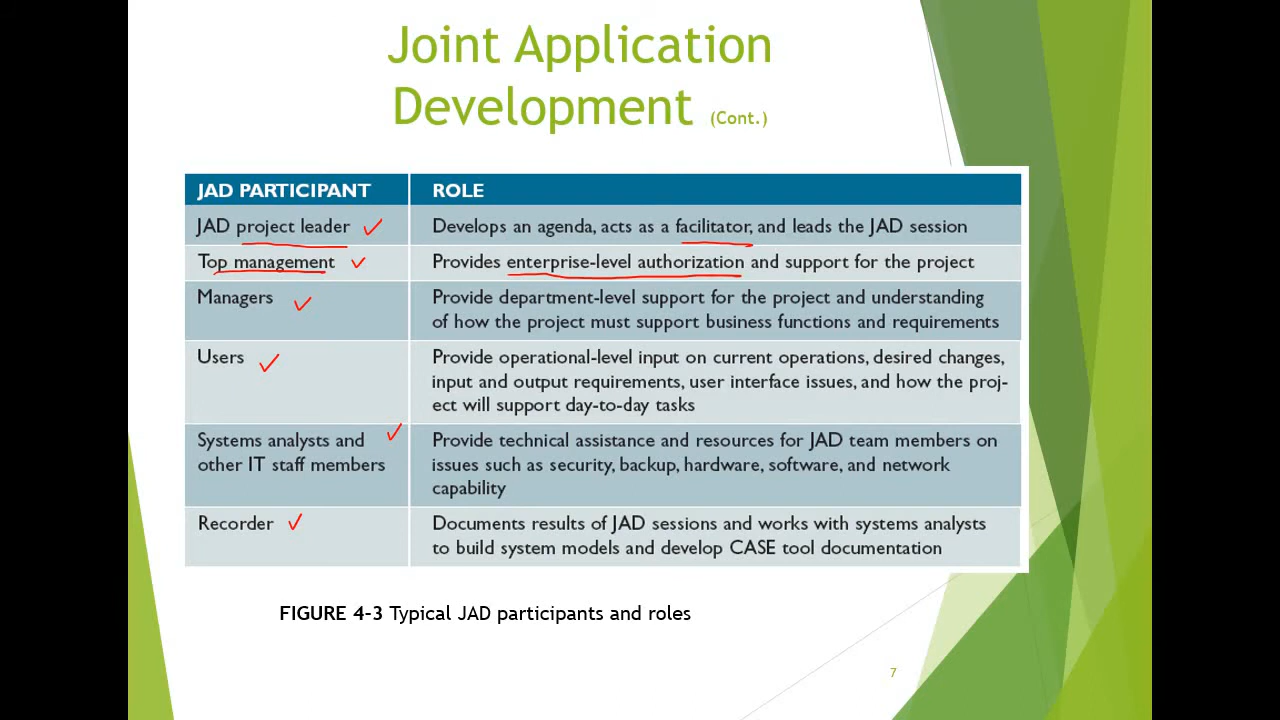 Joint Application
Development (Cont.)
JAD PARTICIPANT ROLE
JAD project leader Develops an agenda, acts as a facilitator, and leads the JAD session
Top management Provides enterprise-level authorization and support for the project
Managers Provide department-level support for the project and understanding
of how the project must support business functions and requirements
Users Provide operational-level input on current operations, desired changes,
input and output requirements, user interface issues, and how the proj-
ect will support day-to-day tasks
Systems analysts and Provide technical assistance and resources for JAD team members on
other IT staff members issues such as security, backup, hardware, software, and network
capability
Recorder Documents results of JAD sessions and works with systems analysts
to build system models and develop CASE tool documentation
FIGURE 4-3 Typical JAD participants and roles
7